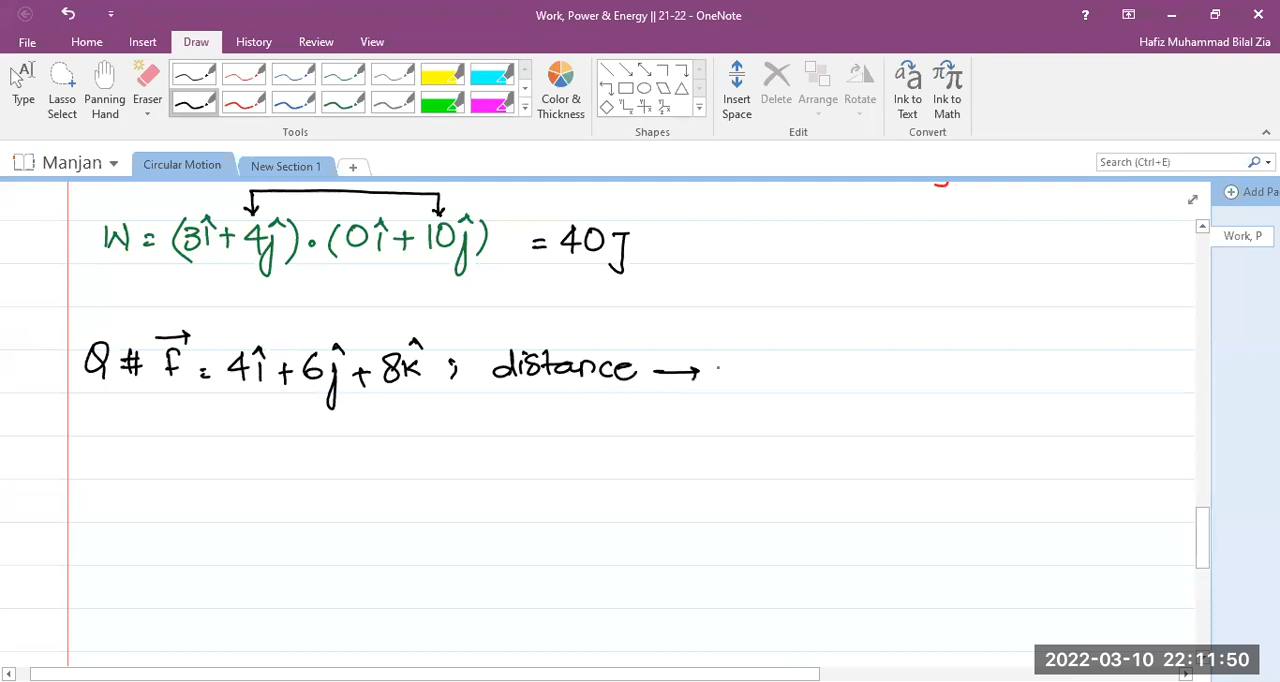 Work, Power & Energy || 21-22 - OneNote
File Home Insert Draw History Review View
Hafiz Muhammad Bilal Zia
Type Lasso Select Panning Hand Eraser
Color & Thickness
Insert Space Delete Arrange Rotate
Ink to Text Ink to Math
Tools Shapes Edit Convert
Manjan Circular Motion New Section 1
Search (Ctrl+E)
Add Pa
Work, P
W = (3î + 4ĵ) · (0î + 10ĵ) = 40J
Q # f⃗ = 4î + 6ĵ + 8k̂ ; distance →
2022-03-10 22:11:50